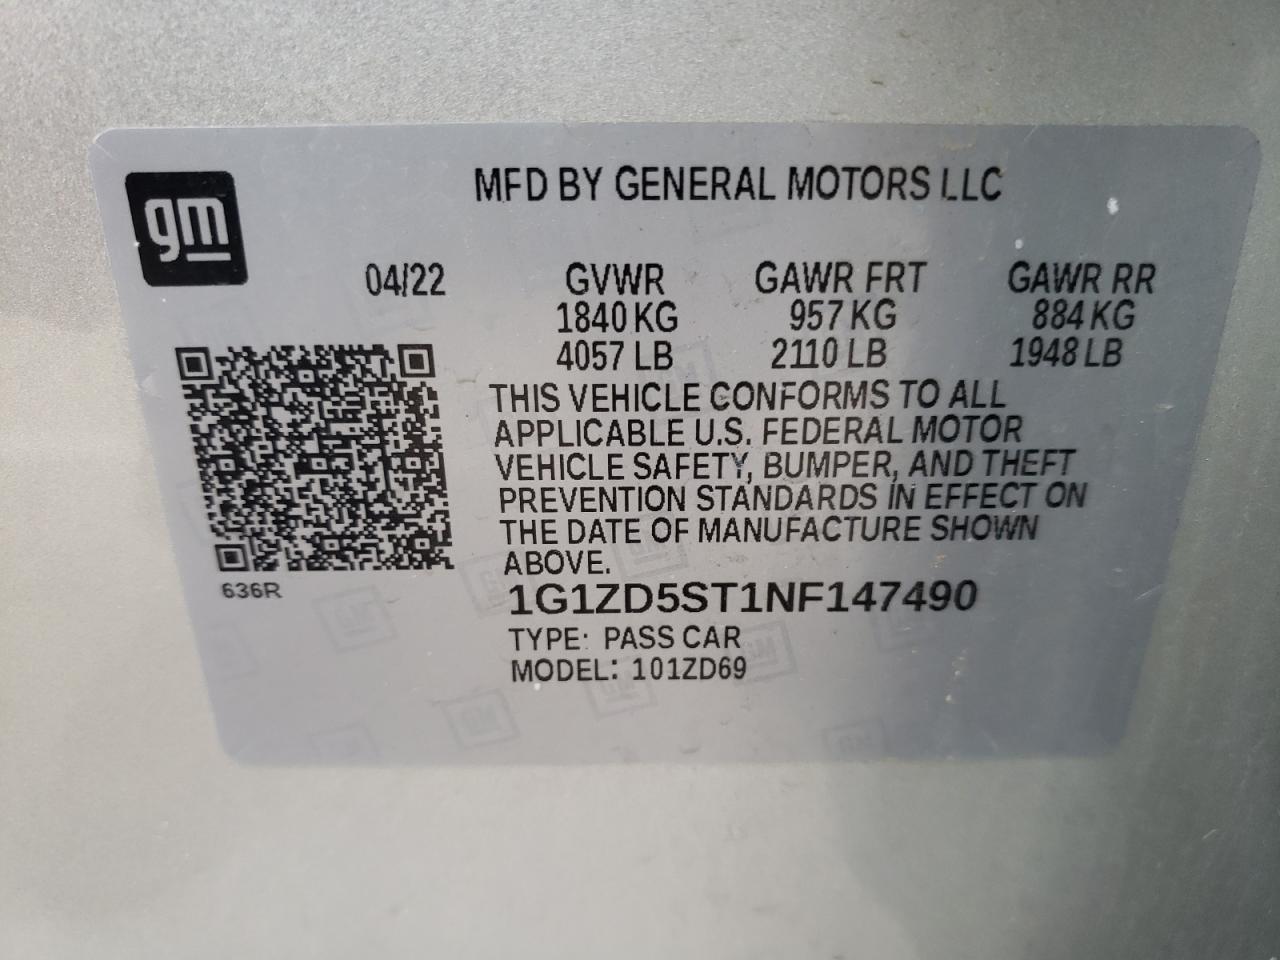 gm
MFD BY GENERAL MOTORS LLC
04/22 GVWR GAWR FRT GAWR RR
1840 KG 957 KG 884 KG
4057 LB 2110 LB 1948 LB
THIS VEHICLE CONFORMS TO ALL
APPLICABLE U.S. FEDERAL MOTOR
VEHICLE SAFETY, BUMPER, AND THEFT
PREVENTION STANDARDS IN EFFECT ON
THE DATE OF MANUFACTURE SHOWN
ABOVE.
636R
1G1ZD5ST1NF147490
TYPE: PASS CAR
MODEL: 101ZD69